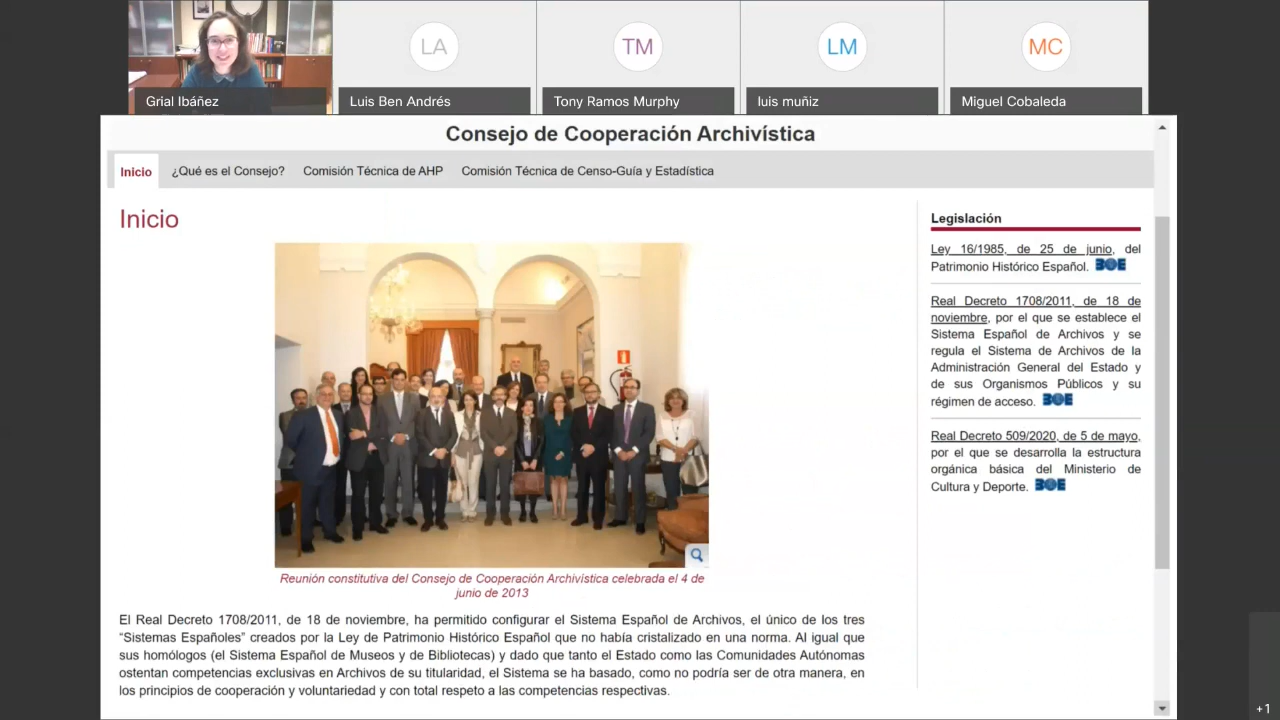 LA
TM
LM
MC
Grial Ibáñez
Luis Ben Andrés
Tony Ramos Murphy
luis muñiz
Miguel Cobaleda
Consejo de Cooperación Archivística
Inicio
¿Qué es el Consejo?
Comisión Técnica de AHP
Comisión Técnica de Censo-Guía y Estadística
Inicio
Reunión constitutiva del Consejo de Cooperación Archivística celebrada el 4 de
junio de 2013
El Real Decreto 1708/2011, de 18 de noviembre, ha permitido configurar el Sistema Español de Archivos, el único de los tres
“Sistemas Españoles” creados por la Ley de Patrimonio Histórico Español que no había cristalizado en una norma. Al igual que
sus homólogos (el Sistema Español de Museos y de Bibliotecas) y dado que tanto el Estado como las Comunidades Autónomas
ostentan competencias exclusivas en Archivos de su titularidad, el Sistema se ha basado, como no podría ser de otra manera, en
los principios de cooperación y voluntariedad y con total respeto a las competencias respectivas.
Legislación
Ley 16/1985, de 25 de junio, del
Patrimonio Histórico Español. BOE
Real Decreto 1708/2011, de 18 de
noviembre, por el que se establece el
Sistema Español de Archivos y se
regula el Sistema de Archivos de la
Administración General del Estado y
de sus Organismos Públicos y su
régimen de acceso. BOE
Real Decreto 509/2020, de 5 de mayo,
por el que se desarrolla la estructura
orgánica básica del Ministerio de
Cultura y Deporte. BOE
+1